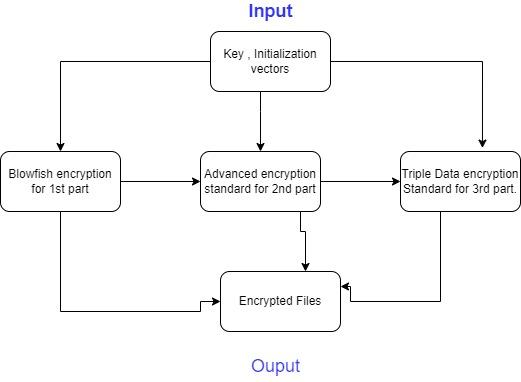 Input
Key , Initialization
vectors
Blowfish encryption
for 1st part
Advanced encryption
standard for 2nd part
Triple Data encryption
Standard for 3rd part.
Encrypted Files
Ouput